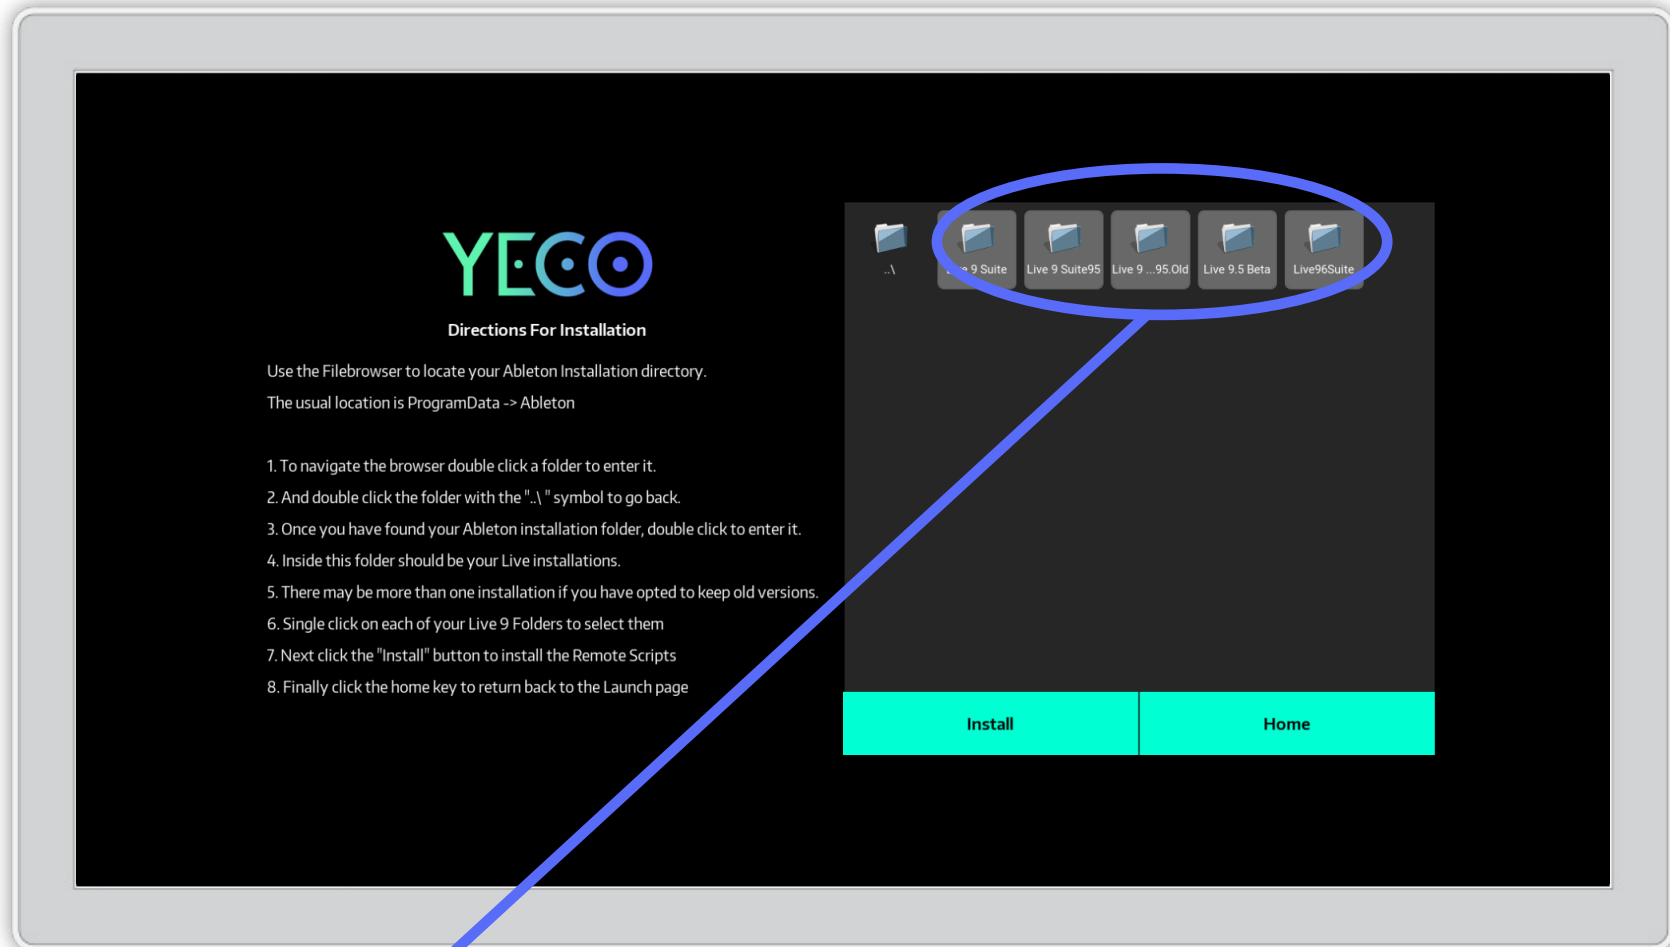 YECO
Directions For Installation
Use the Filebrowser to locate your Ableton Installation directory.
The usual location is ProgramData -> Ableton
1. To navigate the browser double click a folder to enter it.
2. And double click the folder with the "..\ " symbol to go back.
3. Once you have found your Ableton installation folder, double click to enter it.
4. Inside this folder should be your Live installations.
5. There may be more than one installation if you have opted to keep old versions.
6. Single click on each of your Live 9 Folders to select them
7. Next click the "Install" button to install the Remote Scripts
8. Finally click the home key to return back to the Launch page
..\
Live 9 Suite
Live 9 Suite95
Live 9 ...95.Old
Live 9.5 Beta
Live96Suite
Install
Home